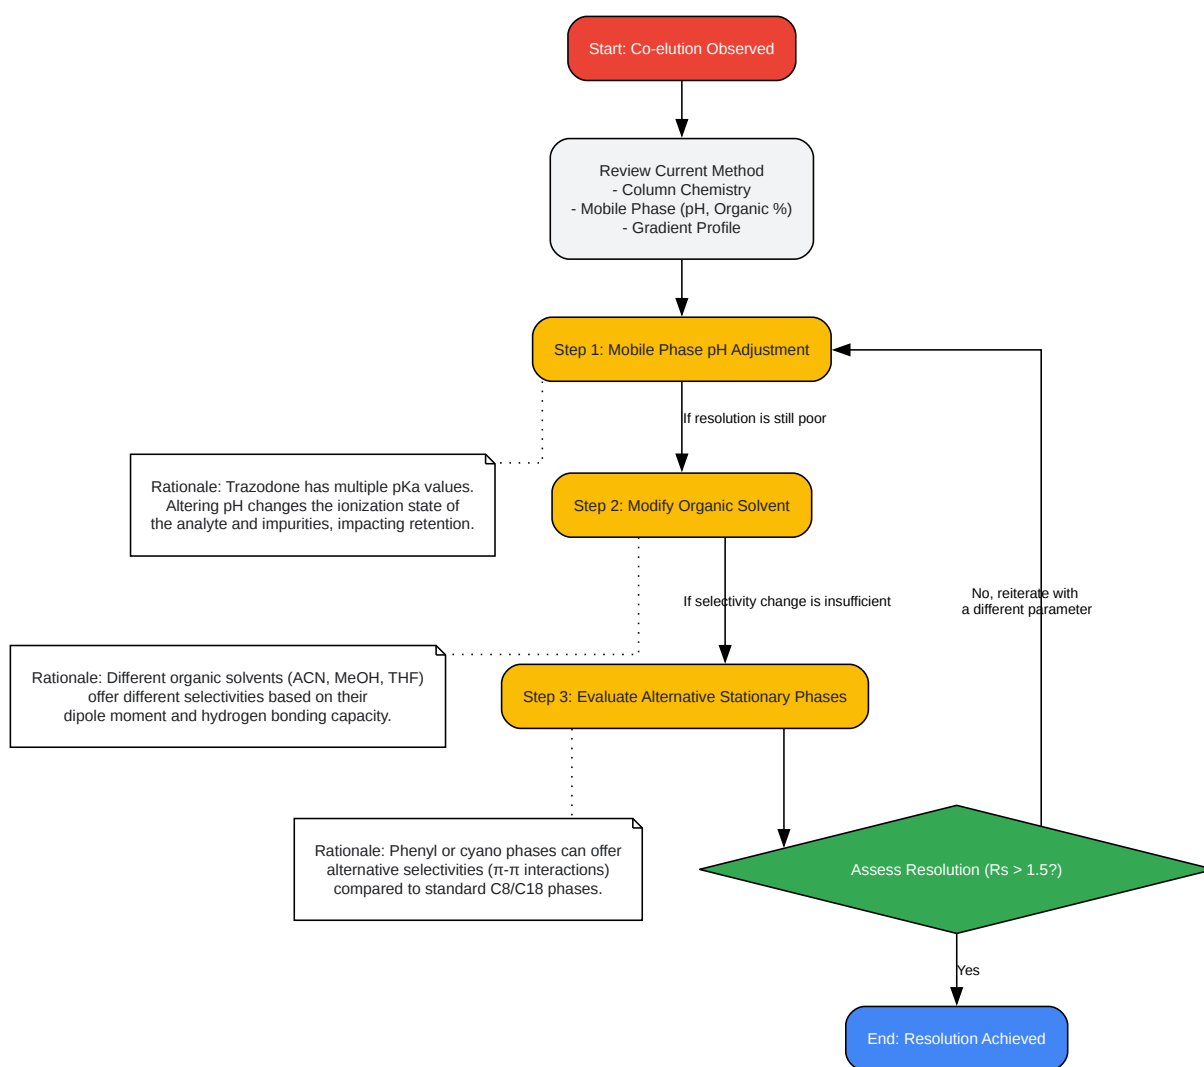 Start: Co-elution Observed
Review Current Method
- Column Chemistry
- Mobile Phase (pH, Organic %)
- Gradient Profile
Step 1: Mobile Phase pH Adjustment
If resolution is still poor
Rationale: Trazodone has multiple pKa values.
Altering pH changes the ionization state of
the analyte and impurities, impacting retention.
Step 2: Modify Organic Solvent
If selectivity change is insufficient
No, reiterate with
a different parameter
Rationale: Different organic solvents (ACN, MeOH, THF)
offer different selectivities based on their
dipole moment and hydrogen bonding capacity.
Step 3: Evaluate Alternative Stationary Phases
Rationale: Phenyl or cyano phases can offer
alternative selectivities (π-π interactions)
compared to standard C8/C18 phases.
Assess Resolution (Rs > 1.5?)
Yes
End: Resolution Achieved